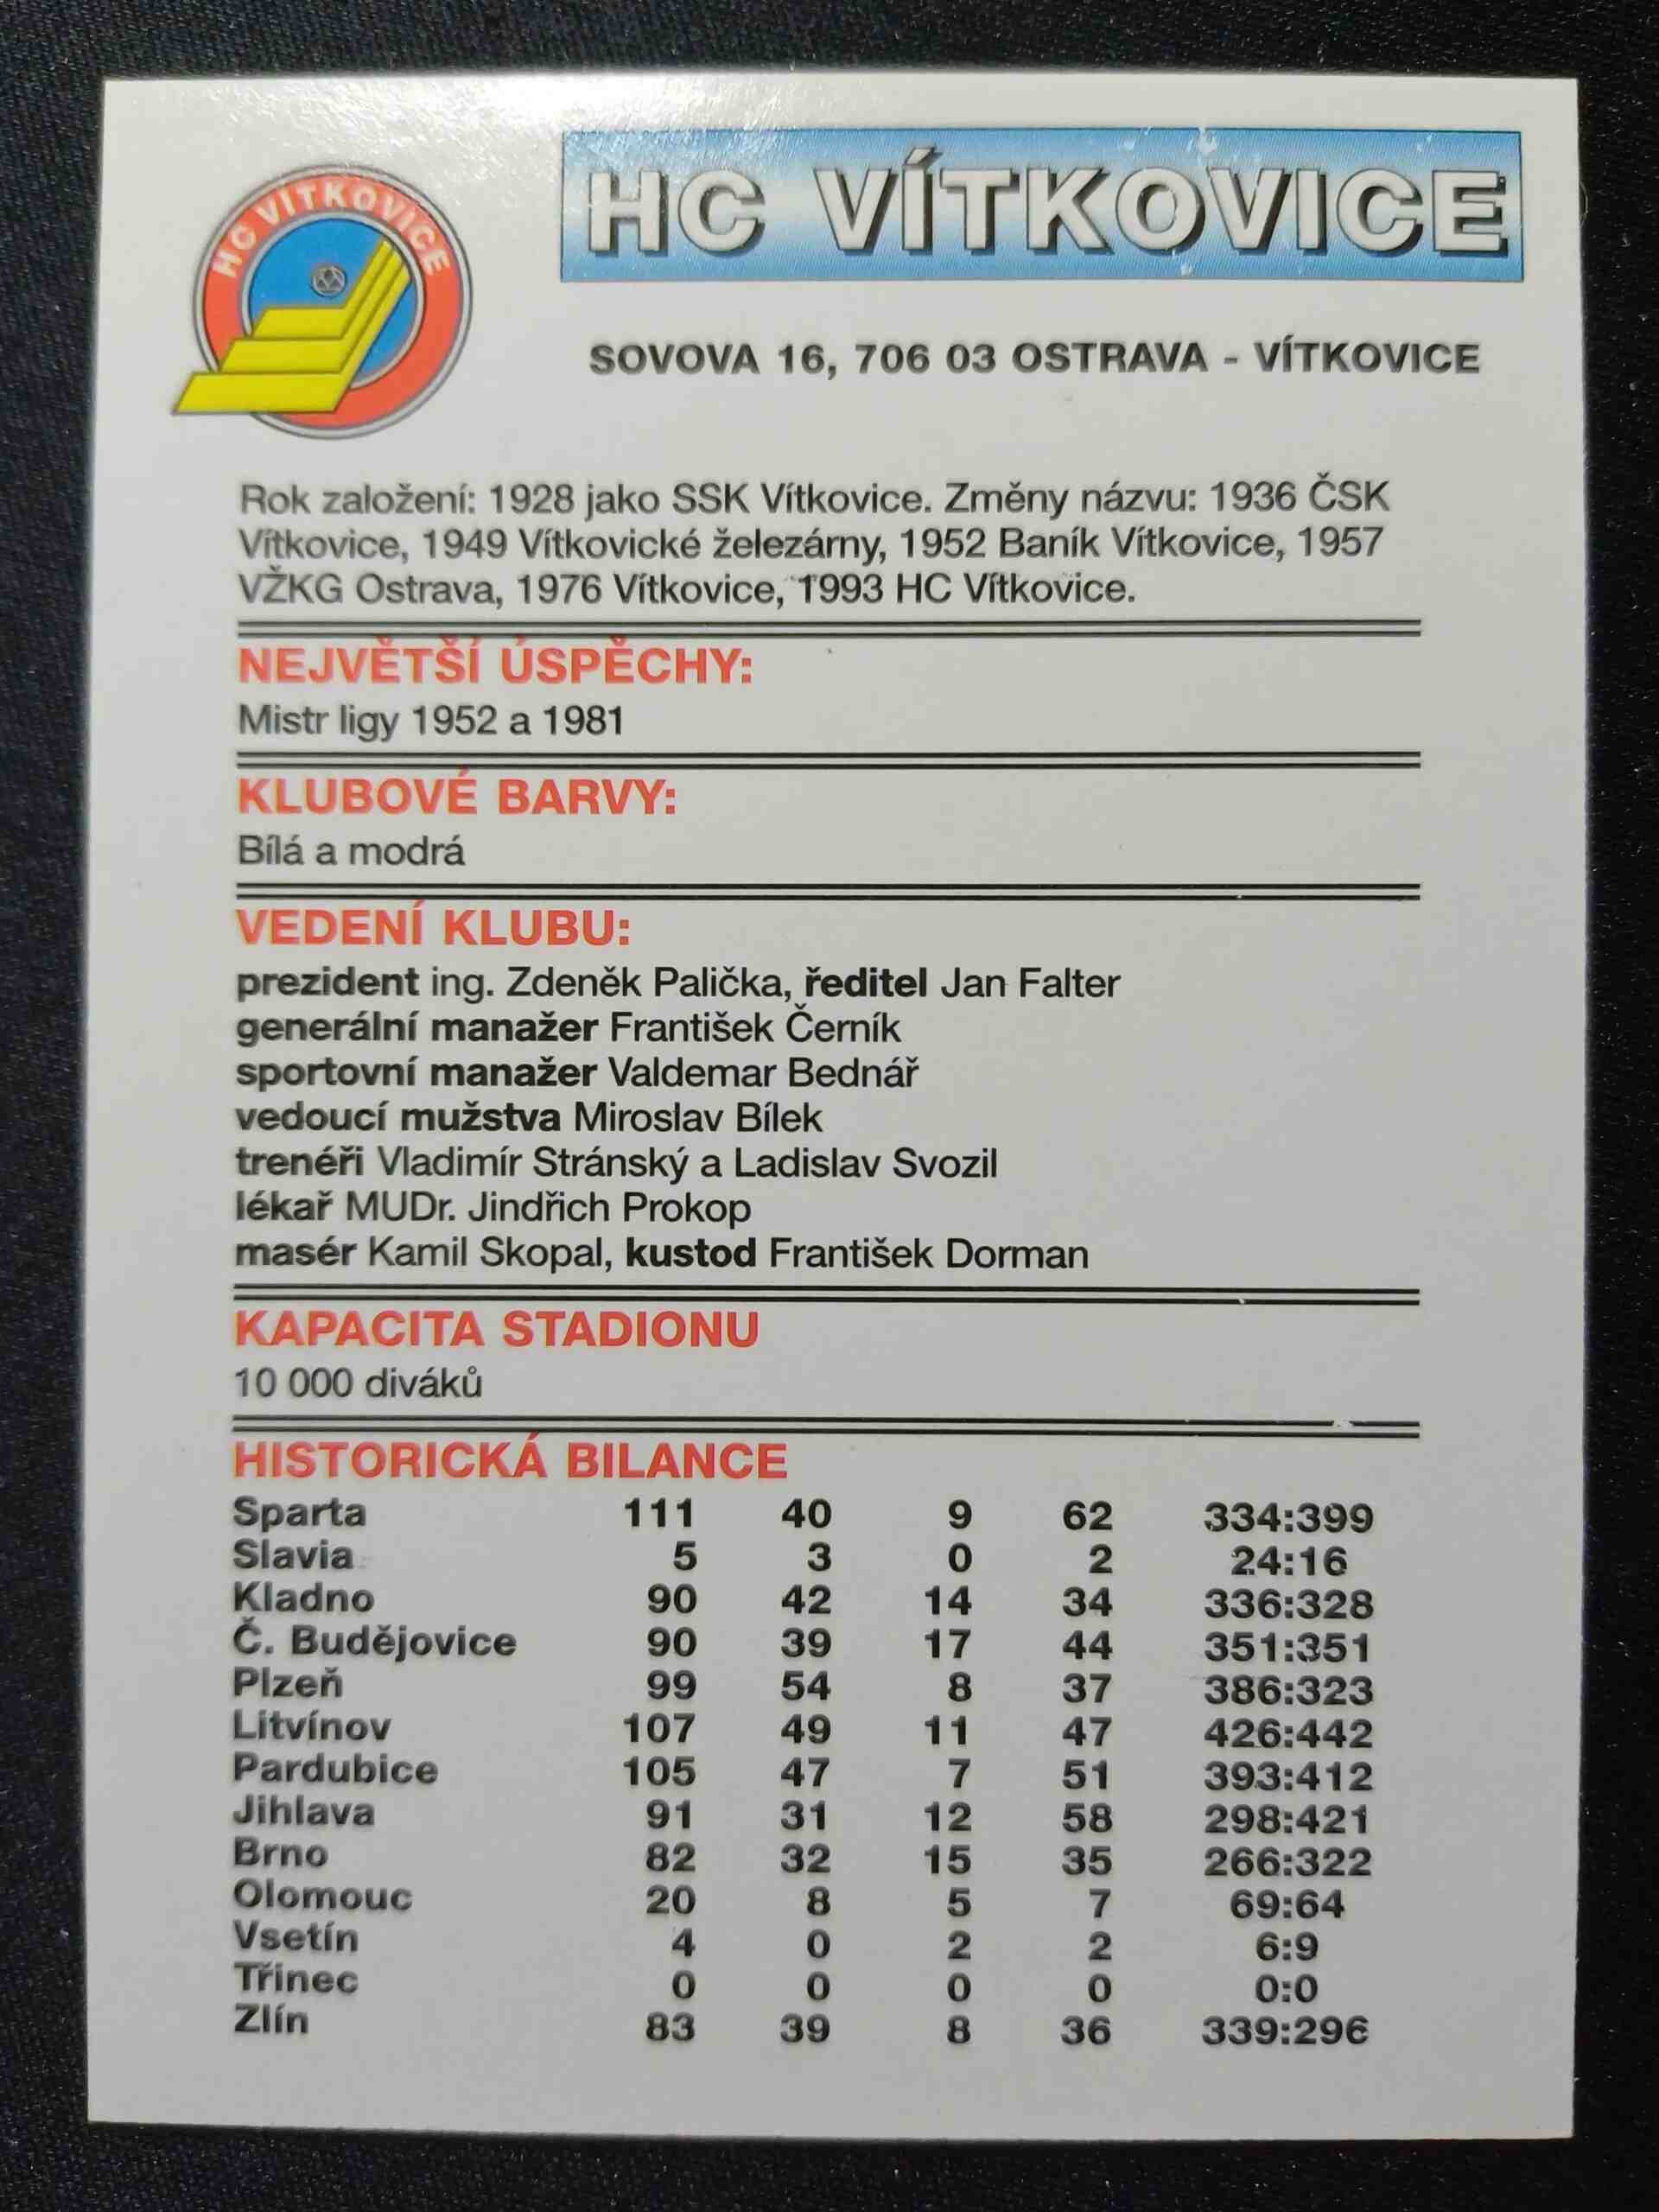 HC VÍTKOVICE
HC VÍTKOVICE
SOVOVA 16, 706 03 OSTRAVA - VÍTKOVICE
Rok založení: 1928 jako SSK Vítkovice. Změny názvu: 1936 ČSK
Vítkovice, 1949 Vítkovické železárny, 1952 Baník Vítkovice, 1957
VŽKG Ostrava, 1976 Vítkovice, 1993 HC Vítkovice.
NEJVĚTŠÍ ÚSPĚCHY:
Mistr ligy 1952 a 1981
KLUBOVÉ BARVY:
Bílá a modrá
VEDENÍ KLUBU:
prezident ing. Zdeněk Palička, ředitel Jan Falter
generální manažer František Černík
sportovní manažer Valdemar Bednář
vedoucí mužstva Miroslav Bílek
trenéři Vladimír Stránský a Ladislav Svozil
lékař MUDr. Jindřich Prokop
masér Kamil Skopal, kustod František Dorman
KAPACITA STADIONU
10 000 diváků
HISTORICKÁ BILANCE
Sparta 111 40 9 62 334:399
Slavia 5 3 0 2 24:16
Kladno 90 42 14 34 336:328
Č. Budějovice 90 39 17 44 351:351
Plzeň 99 54 8 37 386:323
Litvínov 107 49 11 47 426:442
Pardubice 105 47 7 51 393:412
Jihlava 91 31 12 58 298:421
Brno 82 32 15 35 266:322
Olomouc 20 8 5 7 69:64
Vsetín 4 0 2 2 6:9
Třinec 0 0 0 0 0:0
Zlín 83 39 8 36 339:296